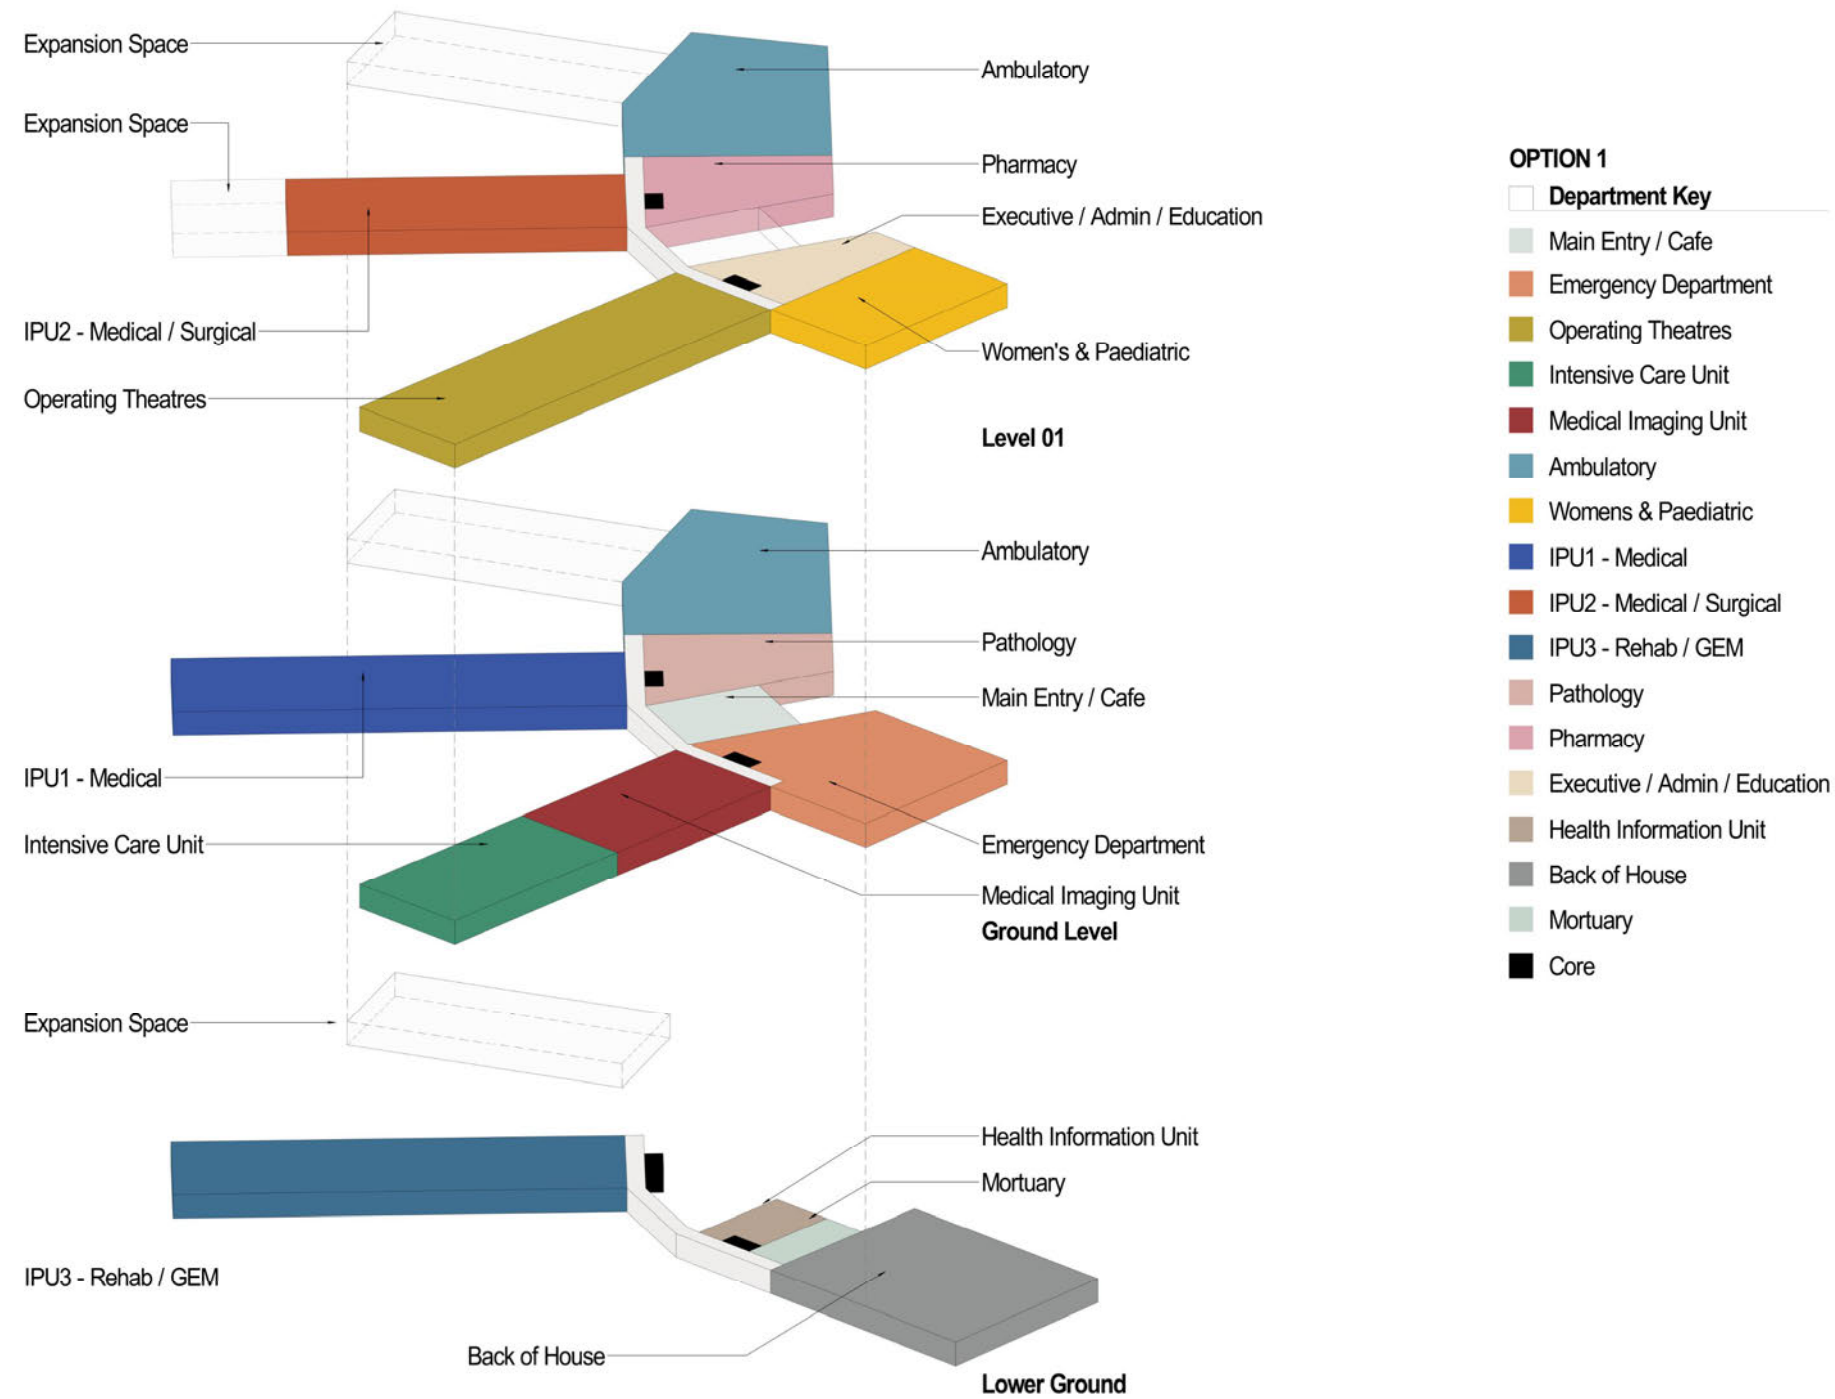 Expansion Space
Ambulatory
Expansion Space
Pharmacy
Executive / Admin / Education
IPU2 - Medical / Surgical
Women's & Paediatric
Operating Theatres
Level 01
Ambulatory
Pathology
Main Entry / Cafe
IPU1 - Medical
Intensive Care Unit
Emergency Department
Medical Imaging Unit
Ground Level
Expansion Space
Health Information Unit
Mortuary
IPU3 - Rehab / GEM
Back of House
Lower Ground
OPTION 1
Department Key
Main Entry / Cafe
Emergency Department
Operating Theatres
Intensive Care Unit
Medical Imaging Unit
Ambulatory
Womens & Paediatric
IPU1 - Medical
IPU2 - Medical / Surgical
IPU3 - Rehab / GEM
Pathology
Pharmacy
Executive / Admin / Education
Health Information Unit
Back of House
Mortuary
Core